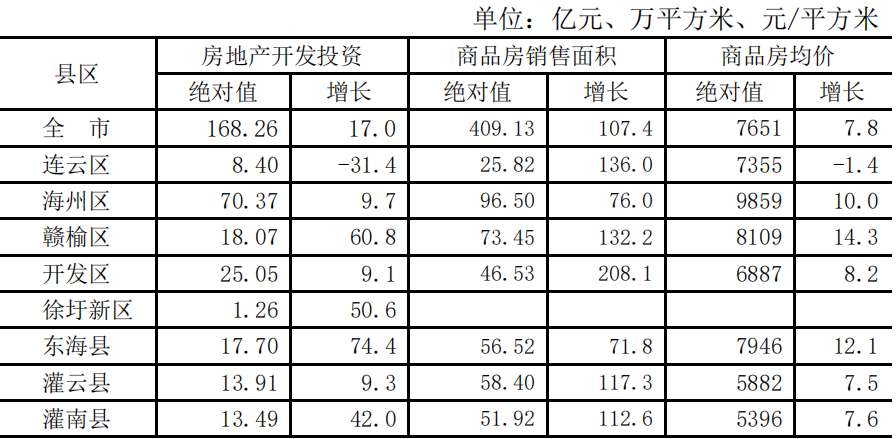 单位：亿元、万平方米、元/平方米
县区 房地产开发投资 商品房销售面积 商品房均价
绝对值 增长 绝对值 增长 绝对值 增长
全 市 168.26 17.0 409.13 107.4 7651 7.8
连云区 8.40 -31.4 25.82 136.0 7355 -1.4
海州区 70.37 9.7 96.50 76.0 9859 10.0
赣榆区 18.07 60.8 73.45 132.2 8109 14.3
开发区 25.05 9.1 46.53 208.1 6887 8.2
徐圩新区 1.26 50.6
东海县 17.70 74.4 56.52 71.8 7946 12.1
灌云县 13.91 9.3 58.40 117.3 5882 7.5
灌南县 13.49 42.0 51.92 112.6 5396 7.6